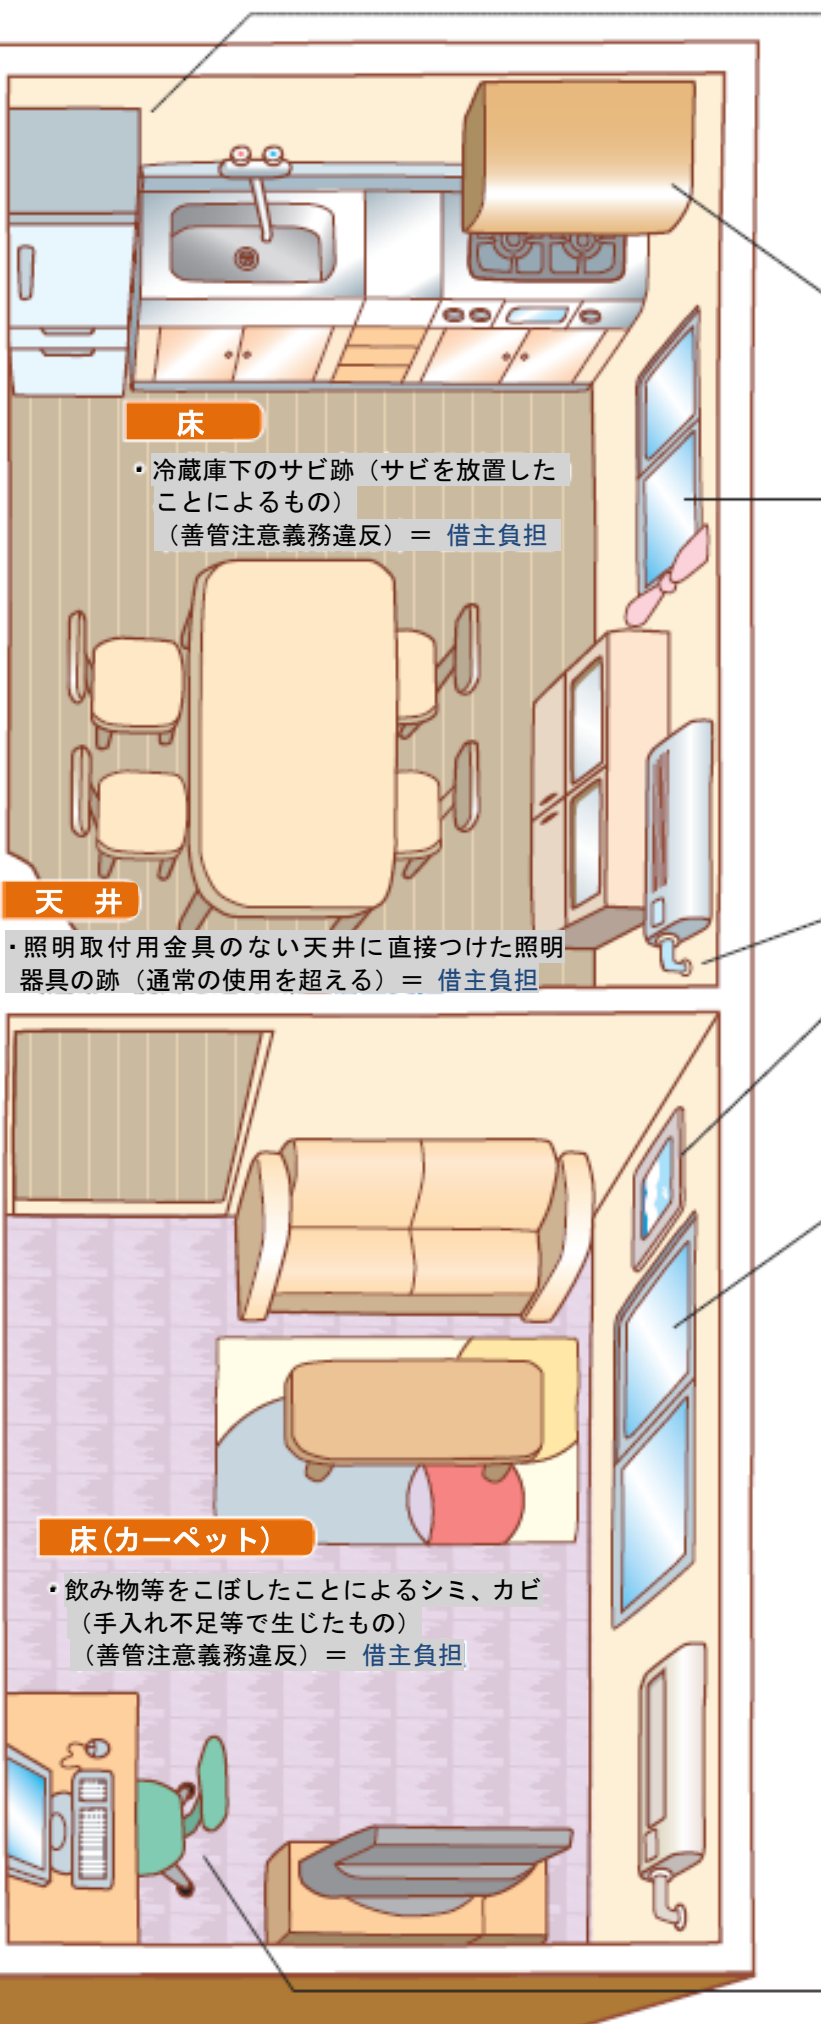 床
・冷蔵庫下のサビ跡（サビを放置した
ことによるもの）
（善管注意義務違反）＝ 借主負担
天 井
・照明取付用金具のない天井に直接つけた照明
器具の跡（通常の使用を超える）＝ 借主負担
床(カーペット)
・飲み物等をこぼしたことによるシミ、カビ
（手入れ不足等で生じたもの）
（善管注意義務違反）＝ 借主負担